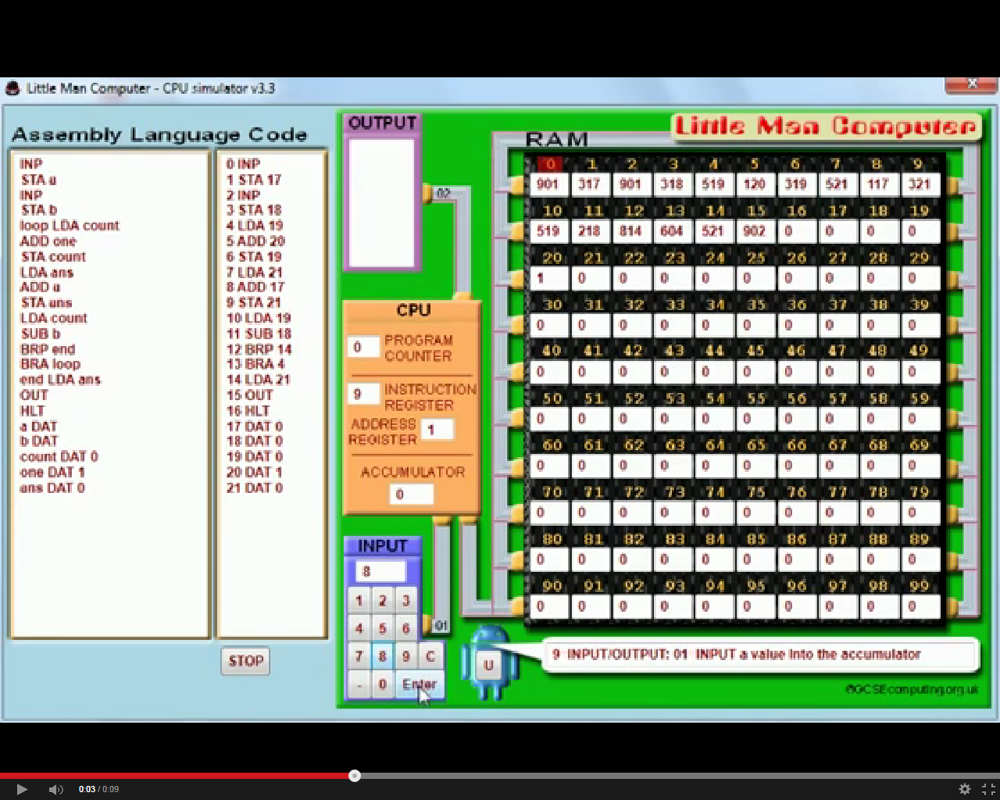 Little Man Computer - CPU simulator v3.3
X
Assembly Language Code
INP
STA a
INP
STA b
loop LDA count
ADD one
STA count
LDA ans
ADD a
STA ans
LDA count
SUB b
BRP end
BRA loop
end LDA ans
OUT
HLT
a DAT
b DAT
count DAT 0
one DAT 1
ans DAT 0
0 INP
1 STA 17
2 INP
3 STA 18
4 LDA 19
5 ADD 20
6 STA 19
7 LDA 21
8 ADD 17
9 STA 21
10 LDA 19
11 SUB 18
12 BRP 14
13 BRA 4
14 LDA 21
15 OUT
16 HLT
17 DAT 0
18 DAT 0
19 DAT 0
20 DAT 1
21 DAT 0
STOP
OUTPUT
02
CPU
0 PROGRAM COUNTER
9 INSTRUCTION REGISTER
ADDRESS REGISTER 1
ACCUMULATOR
0
INPUT
8
1 2 3
4 5 6
7 8 9 C
- 0 Enter
01
Little Man Computer
RAM
0 1 2 3 4 5 6 7 8 9
901 317 901 318 519 120 319 521 117 321
10 11 12 13 14 15 16 17 18 19
519 218 814 604 521 902 0 0 0 0
20 21 22 23 24 25 26 27 28 29
1 0 0 0 0 0 0 0 0 0
30 31 32 33 34 35 36 37 38 39
0 0 0 0 0 0 0 0 0 0
40 41 42 43 44 45 46 47 48 49
0 0 0 0 0 0 0 0 0 0
50 51 52 53 54 55 56 57 58 59
0 0 0 0 0 0 0 0 0 0
60 61 62 63 64 65 66 67 68 69
0 0 0 0 0 0 0 0 0 0
70 71 72 73 74 75 76 77 78 79
0 0 0 0 0 0 0 0 0 0
80 81 82 83 84 85 86 87 88 89
0 0 0 0 0 0 0 0 0 0
90 91 92 93 94 95 96 97 98 99
0 0 0 0 0 0 0 0 0 0
U
9 INPUT/OUTPUT: 01 INPUT a value into the accumulator
©GCSEcomputing.org.uk
0:03 / 0:09